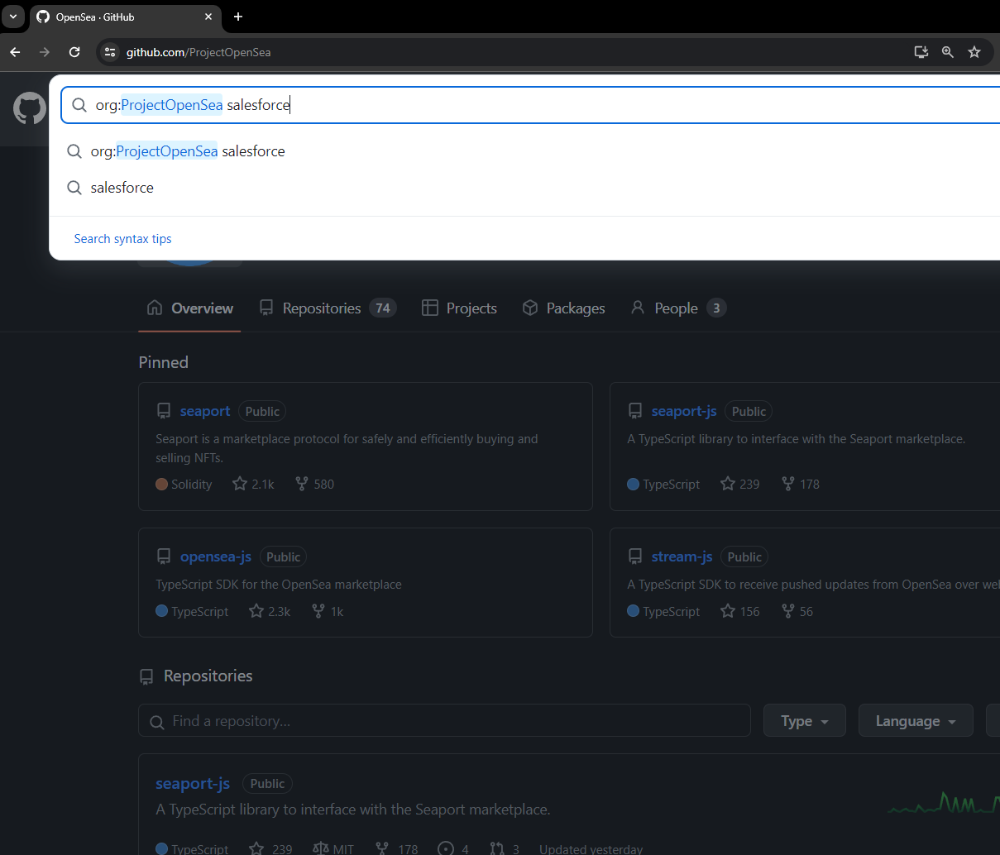 OpenSea · GitHub
github.com/ProjectOpenSea
org:ProjectOpenSea salesforce
org:ProjectOpenSea salesforce
salesforce
Search syntax tips
Overview Repositories 74 Projects Packages People 3
Pinned
seaport Public
Seaport is a marketplace protocol for safely and efficiently buying and
selling NFTs.
Solidity 2.1k 580
seaport-js Public
A TypeScript library to interface with the Seaport marketplace.
TypeScript 239 178
opensea-js Public
TypeScript SDK for the OpenSea marketplace
TypeScript 2.3k 1k
stream-js Public
A TypeScript SDK to receive pushed updates from OpenSea over
TypeScript 156 56
Repositories
Find a repository... Type Language
seaport-js Public
A TypeScript library to interface with the Seaport marketplace.
TypeScript 239 MIT 178 4 3 Updated yesterday